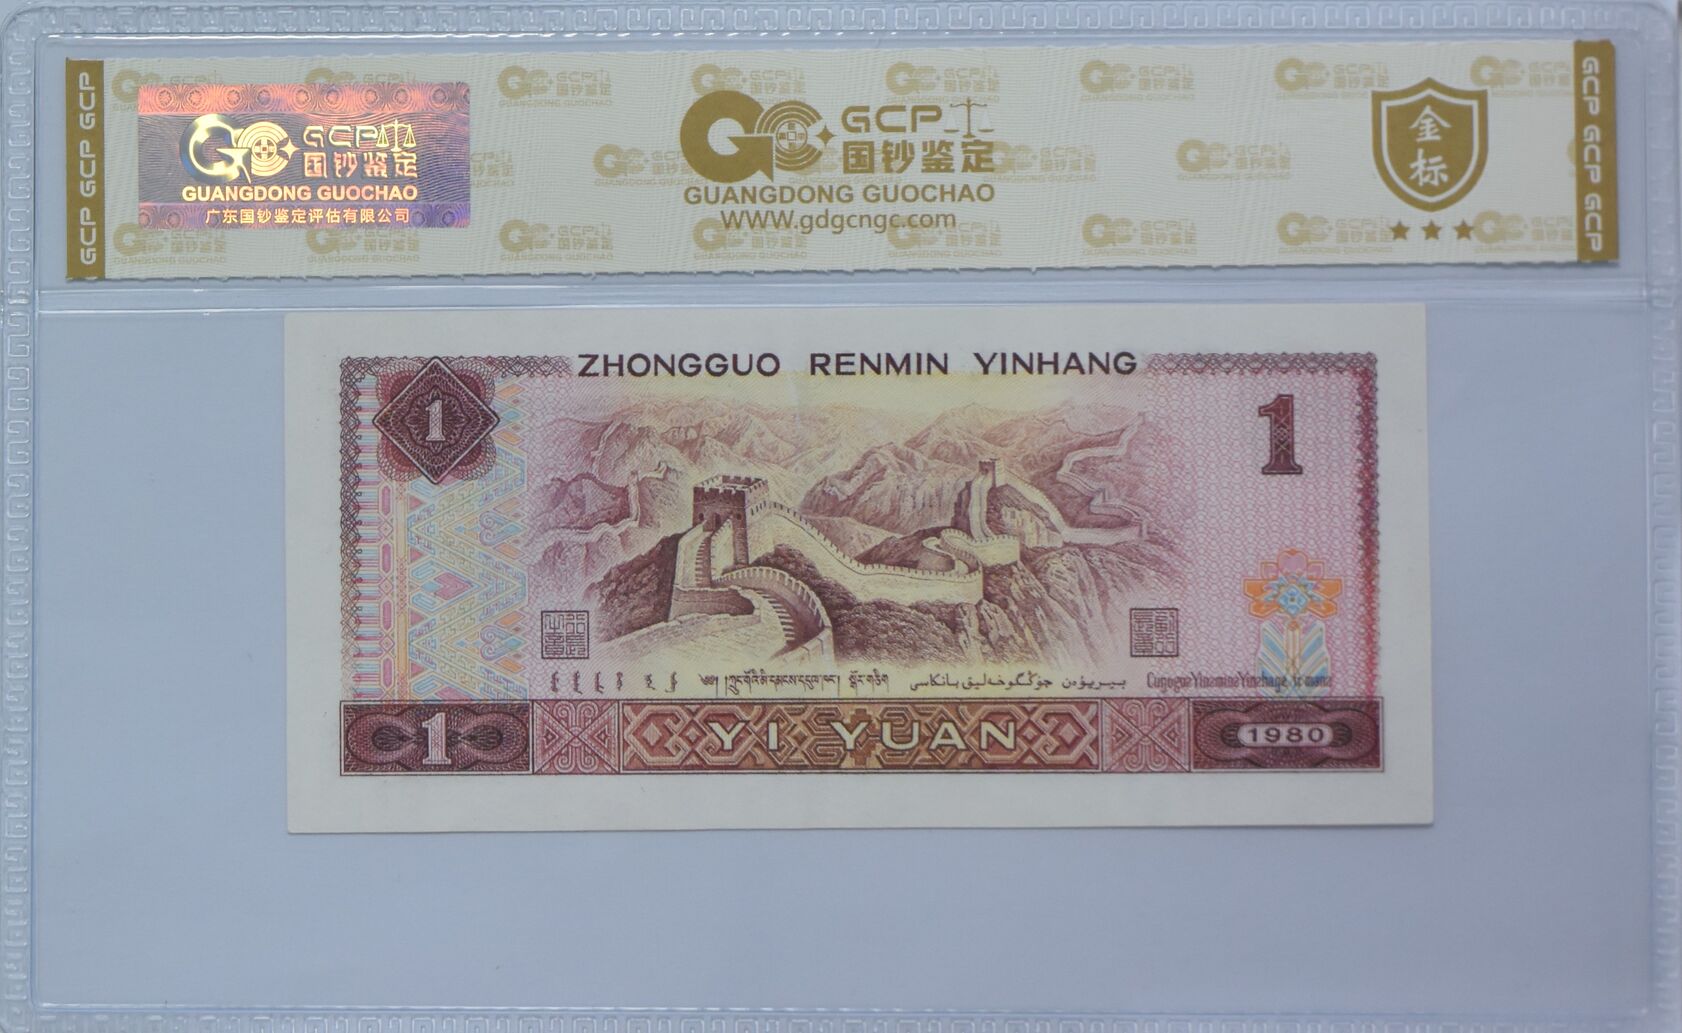 GCP GCP GCP
GCP
国钞鉴定
GUANGDONG GUOCHAO
广东国钞鉴定评估有限公司
GCP
国钞鉴定
GUANGDONG GUOCHAO
WWW.gdgcngc.com
金
标
GCP GCP GCP
ZHONGGUO RENMIN YINHANG
1
1
1
YI YUAN
1980